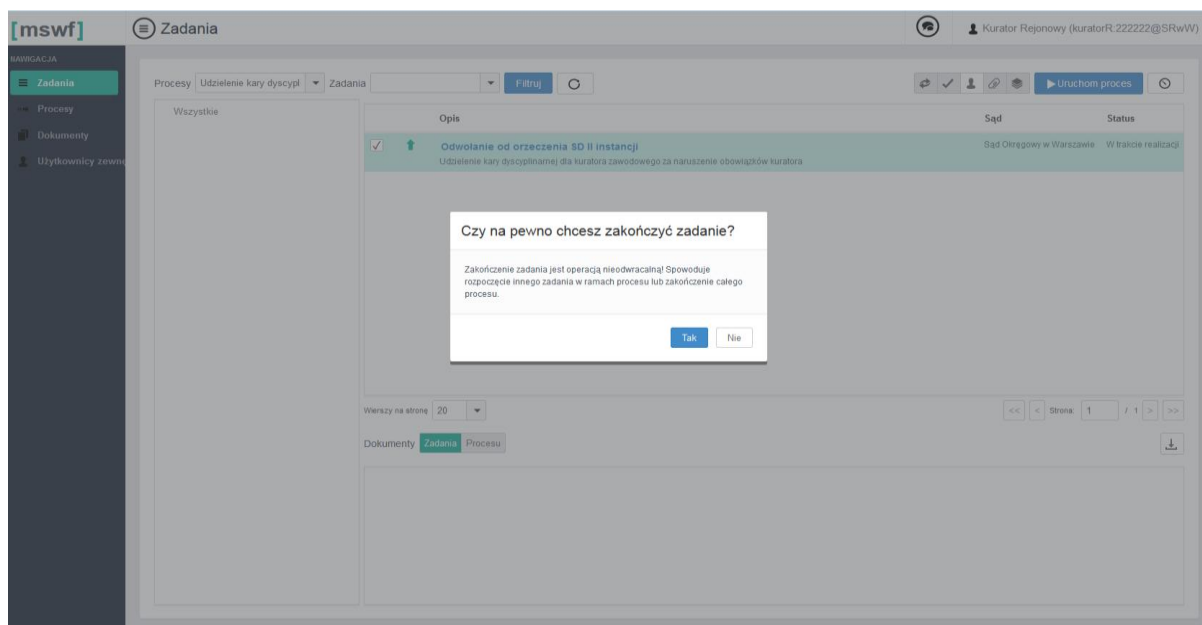 [mswf]
Zadania
Kurator Rejonowy (kuratorR:222222@SRwW)
NAWIGACJA
Zadania
Procesy
Dokumenty
Użytkownicy zewnę
Procesy Udzielenie kary dyscypl Zadania Filtruj Uruchom proces
Wszystkie
Opis Sąd Status
Odwołanie od orzeczenia SD II instancji Sąd Okręgowy w Warszawie W trakcie realizacji
Udzielenie kary dyscyplinarnej dla kuratora zawodowego za naruszenie obowiązków kuratora
Czy na pewno chcesz zakończyć zadanie?
Zakończenie zadania jest operacją nieodwracalną! Spowoduje
rozpoczęcie innego zadania w ramach procesu lub zakończenie całego
procesu.
Tak Nie
Wierszy na stronę 20 << < Strona: 1 / 1 > >>
Dokumenty Zadania Procesu